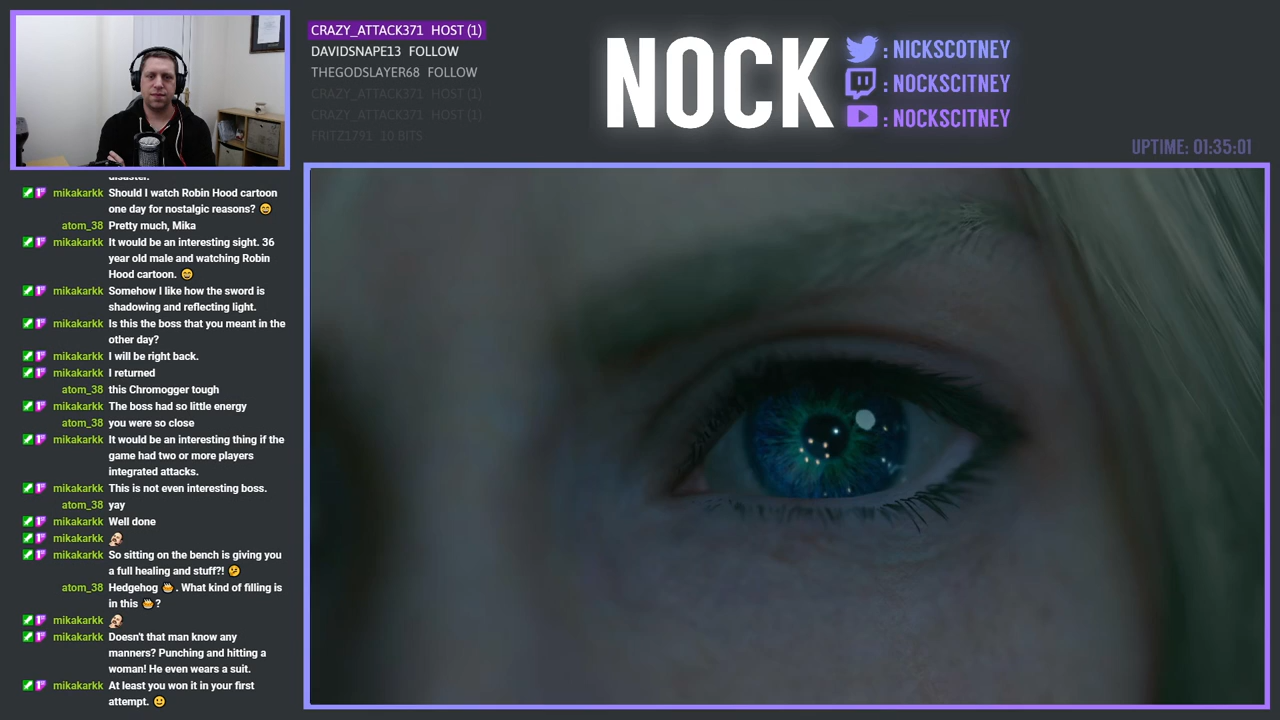 CRAZY_ATTACK371 HOST (1)
DAVIDSNAPE13 FOLLOW
THEGODSLAYER68 FOLLOW
CRAZY_ATTACK371 HOST (1)
CRAZY_ATTACK371 HOST (1)
FRITZ1791 10 BITS
NOCK
: NICKSCOTNEY
: NOCKSCITNEY
: NOCKSCITNEY
UPTIME: 01:35:01
disaster.
mikakarkk Should I watch Robin Hood cartoon
one day for nostalgic reasons? 😄
atom_38 Pretty much, Mika
mikakarkk It would be an interesting sight. 36
year old male and watching Robin
Hood cartoon. 😄
mikakarkk Somehow I like how the sword is
shadowing and reflecting light.
mikakarkk Is this the boss that you meant in the
other day?
mikakarkk I will be right back.
mikakarkk I returned
atom_38 this Chromogger tough
mikakarkk The boss had so little energy
atom_38 you were so close
mikakarkk It would be an interesting thing if the
game had two or more players
integrated attacks.
mikakarkk This is not even interesting boss.
atom_38 yay
mikakarkk Well done
mikakarkk
mikakarkk So sitting on the bench is giving you
a full healing and stuff?! 🤨
atom_38 Hedgehog . What kind of filling is
in this ?
mikakarkk
mikakarkk Doesn't that man know any
manners? Punching and hitting a
woman! He even wears a suit.
mikakarkk At least you won it in your first
attempt. 🙂